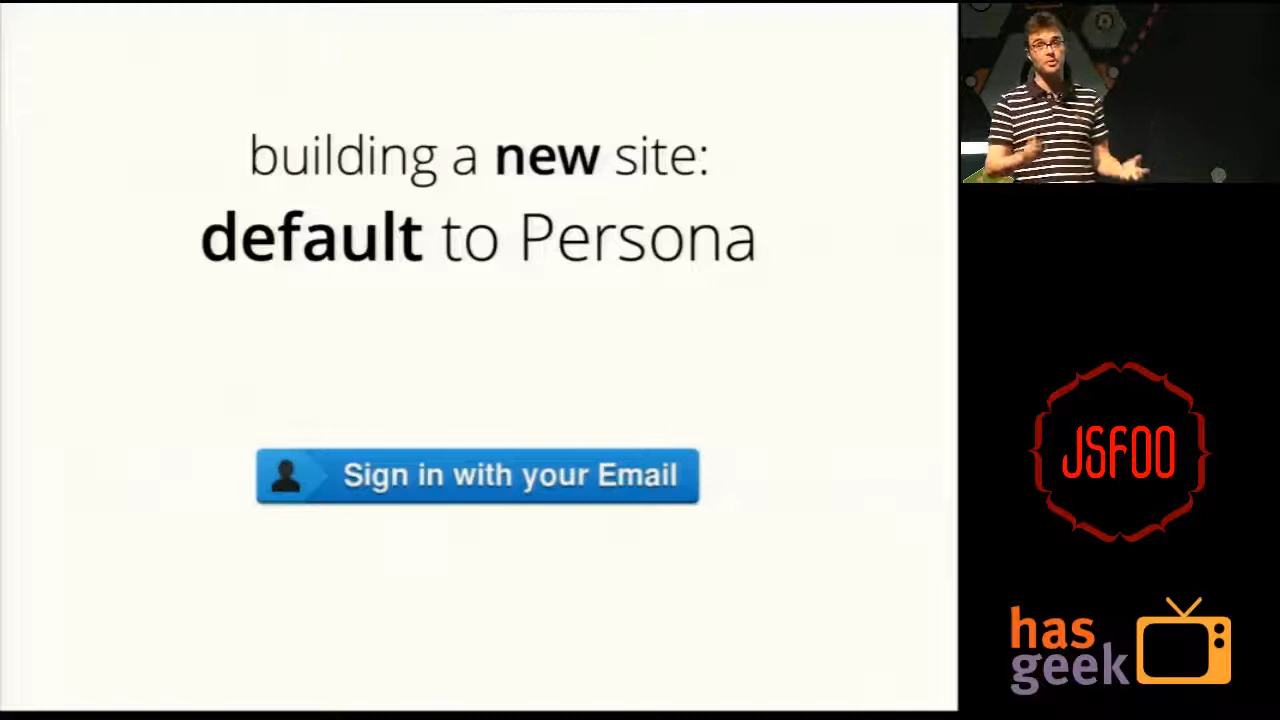 building a new site:
default to Persona
Sign in with your Email
JSFOO
has
geek